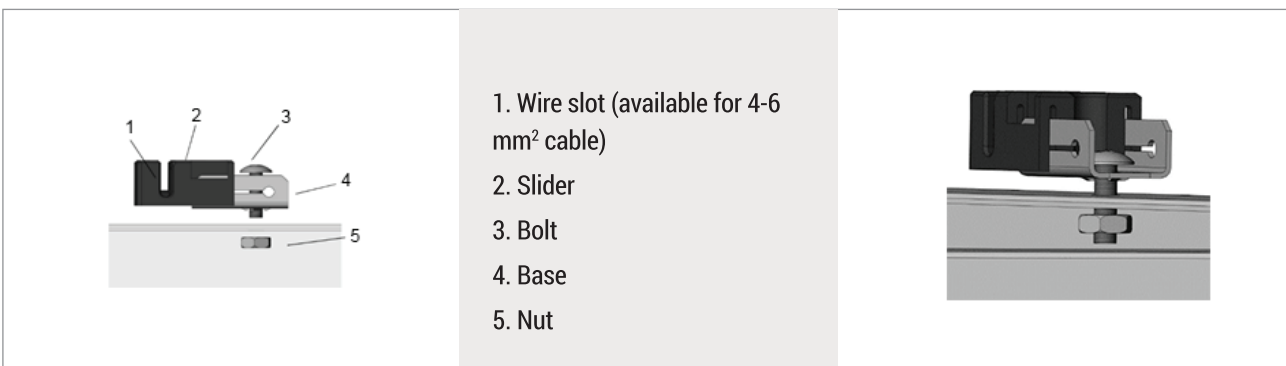 1
2
3
4
5
1. Wire slot (available for 4-6
mm² cable)
2. Slider
3. Bolt
4. Base
5. Nut